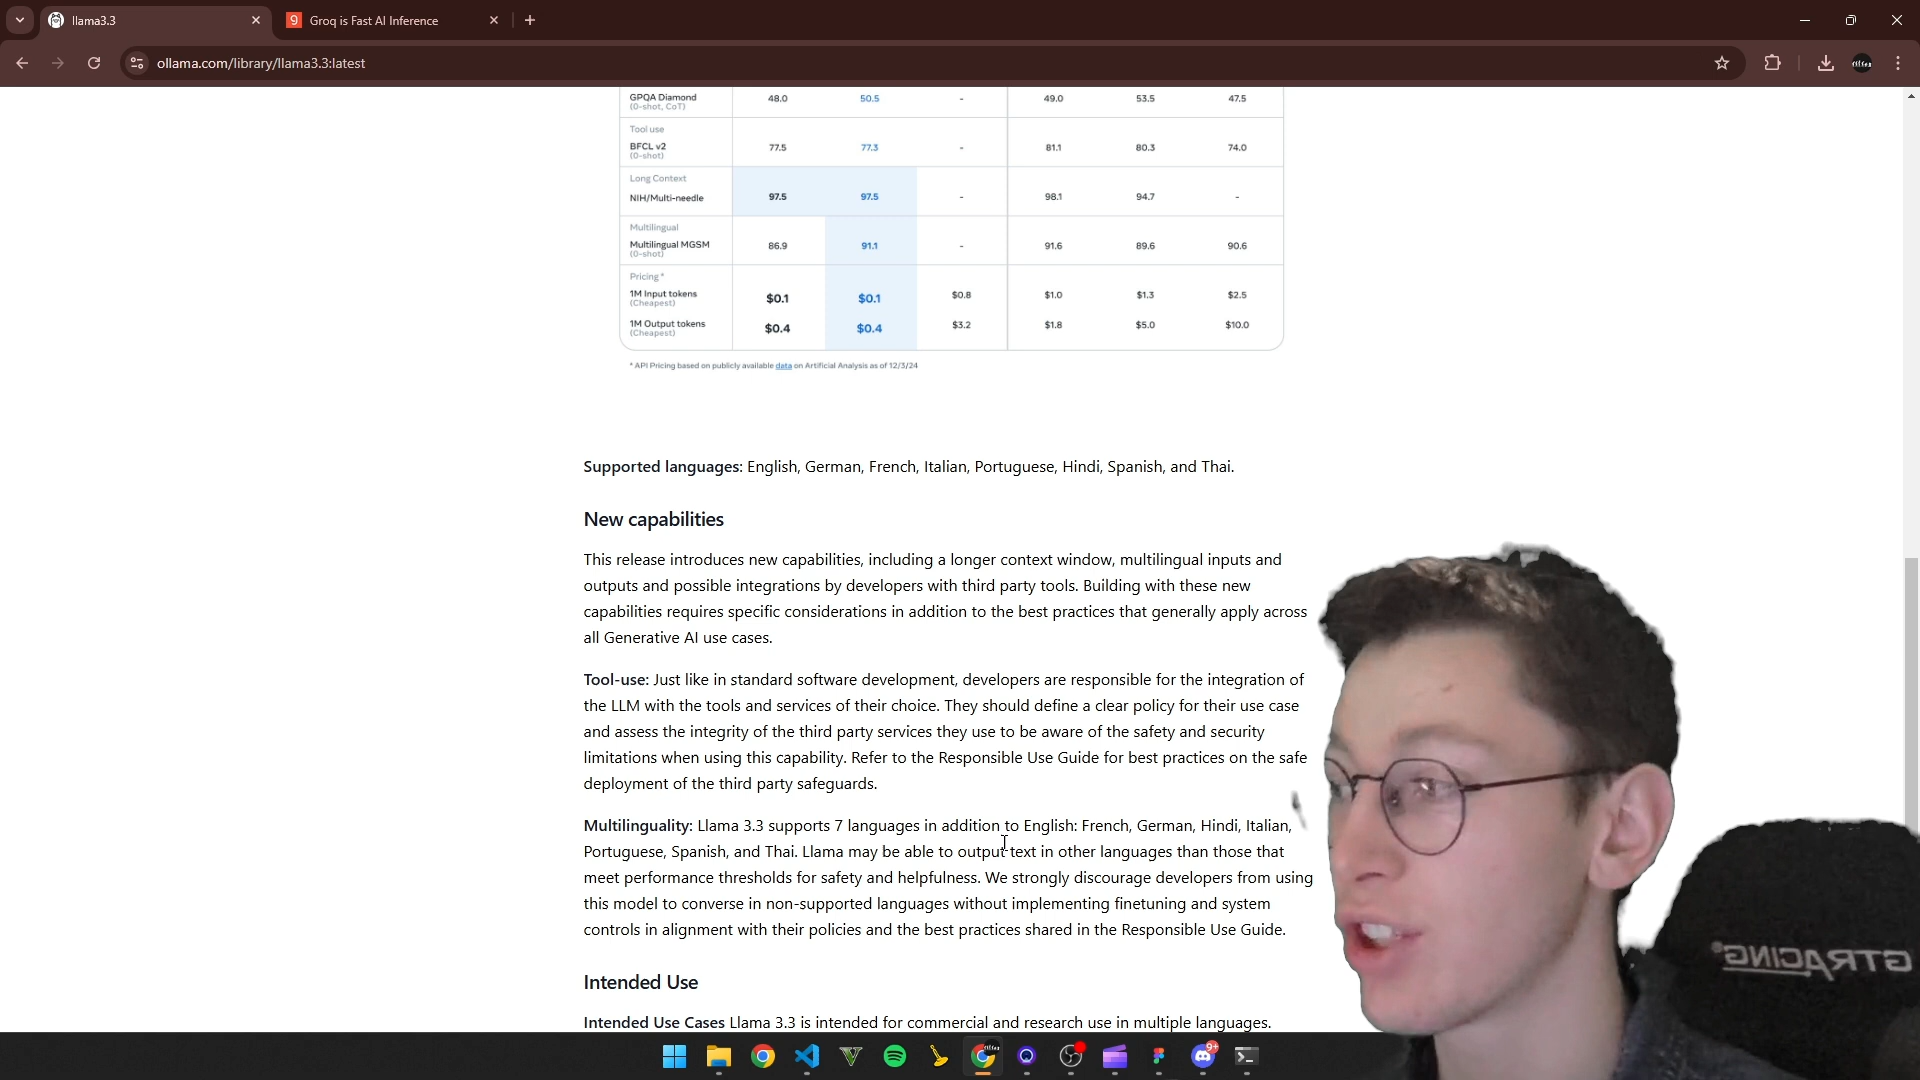 llama3.3
Groq is Fast AI Inference
ollama.com/library/llama3.3:latest
GPQA Diamond 48.0 50.5 - 49.0 53.5 47.5
(0-shot, CoT)
Tool use
BFCL v2 77.5 77.3 - 81.1 80.3 74.0
(0-shot)
Long Context
NIH/Multi-needle 97.5 97.5 - 98.1 94.7 -
Multilingual
Multilingual MGSM 86.9 91.1 - 91.6 89.6 90.6
(0-shot)
Pricing *
1M Input tokens $0.1 $0.1 $0.8 $1.0 $1.3 $2.5
(Cheapest)
1M Output tokens $0.4 $0.4 $3.2 $1.8 $5.0 $10.0
(Cheapest)
* API Pricing based on publicly available data on Artificial Analysis as of 12/3/24
Supported languages: English, German, French, Italian, Portuguese, Hindi, Spanish, and Thai.
New capabilities
This release introduces new capabilities, including a longer context window, multilingual inputs and
outputs and possible integrations by developers with third party tools. Building with these new
capabilities requires specific considerations in addition to the best practices that generally apply across
all Generative AI use cases.
Tool-use: Just like in standard software development, developers are responsible for the integration of
the LLM with the tools and services of their choice. They should define a clear policy for their use case
and assess the integrity of the third party services they use to be aware of the safety and security
limitations when using this capability. Refer to the Responsible Use Guide for best practices on the safe
deployment of the third party safeguards.
Multilinguality: Llama 3.3 supports 7 languages in addition to English: French, German, Hindi, Italian,
Portuguese, Spanish, and Thai. Llama may be able to output text in other languages than those that
meet performance thresholds for safety and helpfulness. We strongly discourage developers from using
this model to converse in non-supported languages without implementing finetuning and system
controls in alignment with their policies and the best practices shared in the Responsible Use Guide.
Intended Use
Intended Use Cases Llama 3.3 is intended for commercial and research use in multiple languages.
GTRACING
9+